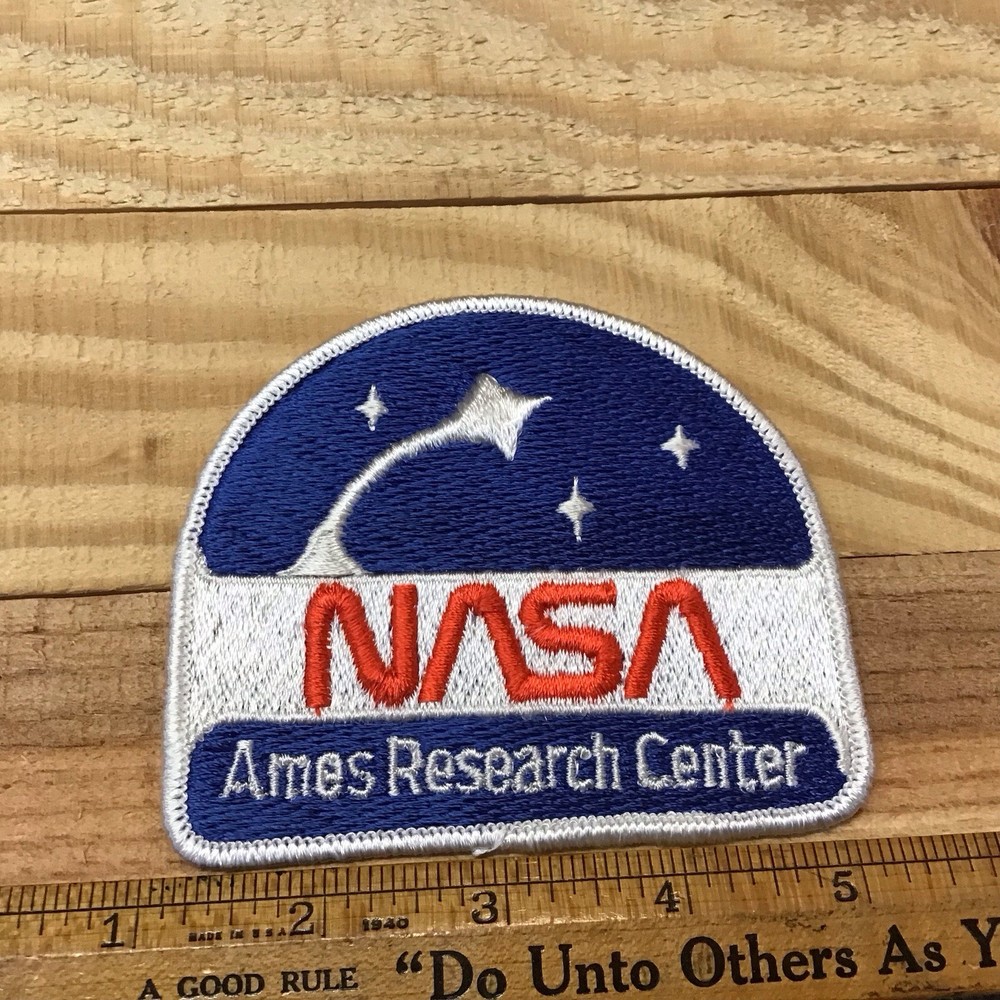 NASA
Ames Research Center
1 2 3 4 5
MADE IN U.S.A. 1940
A GOOD RULE "Do Unto Others As Y